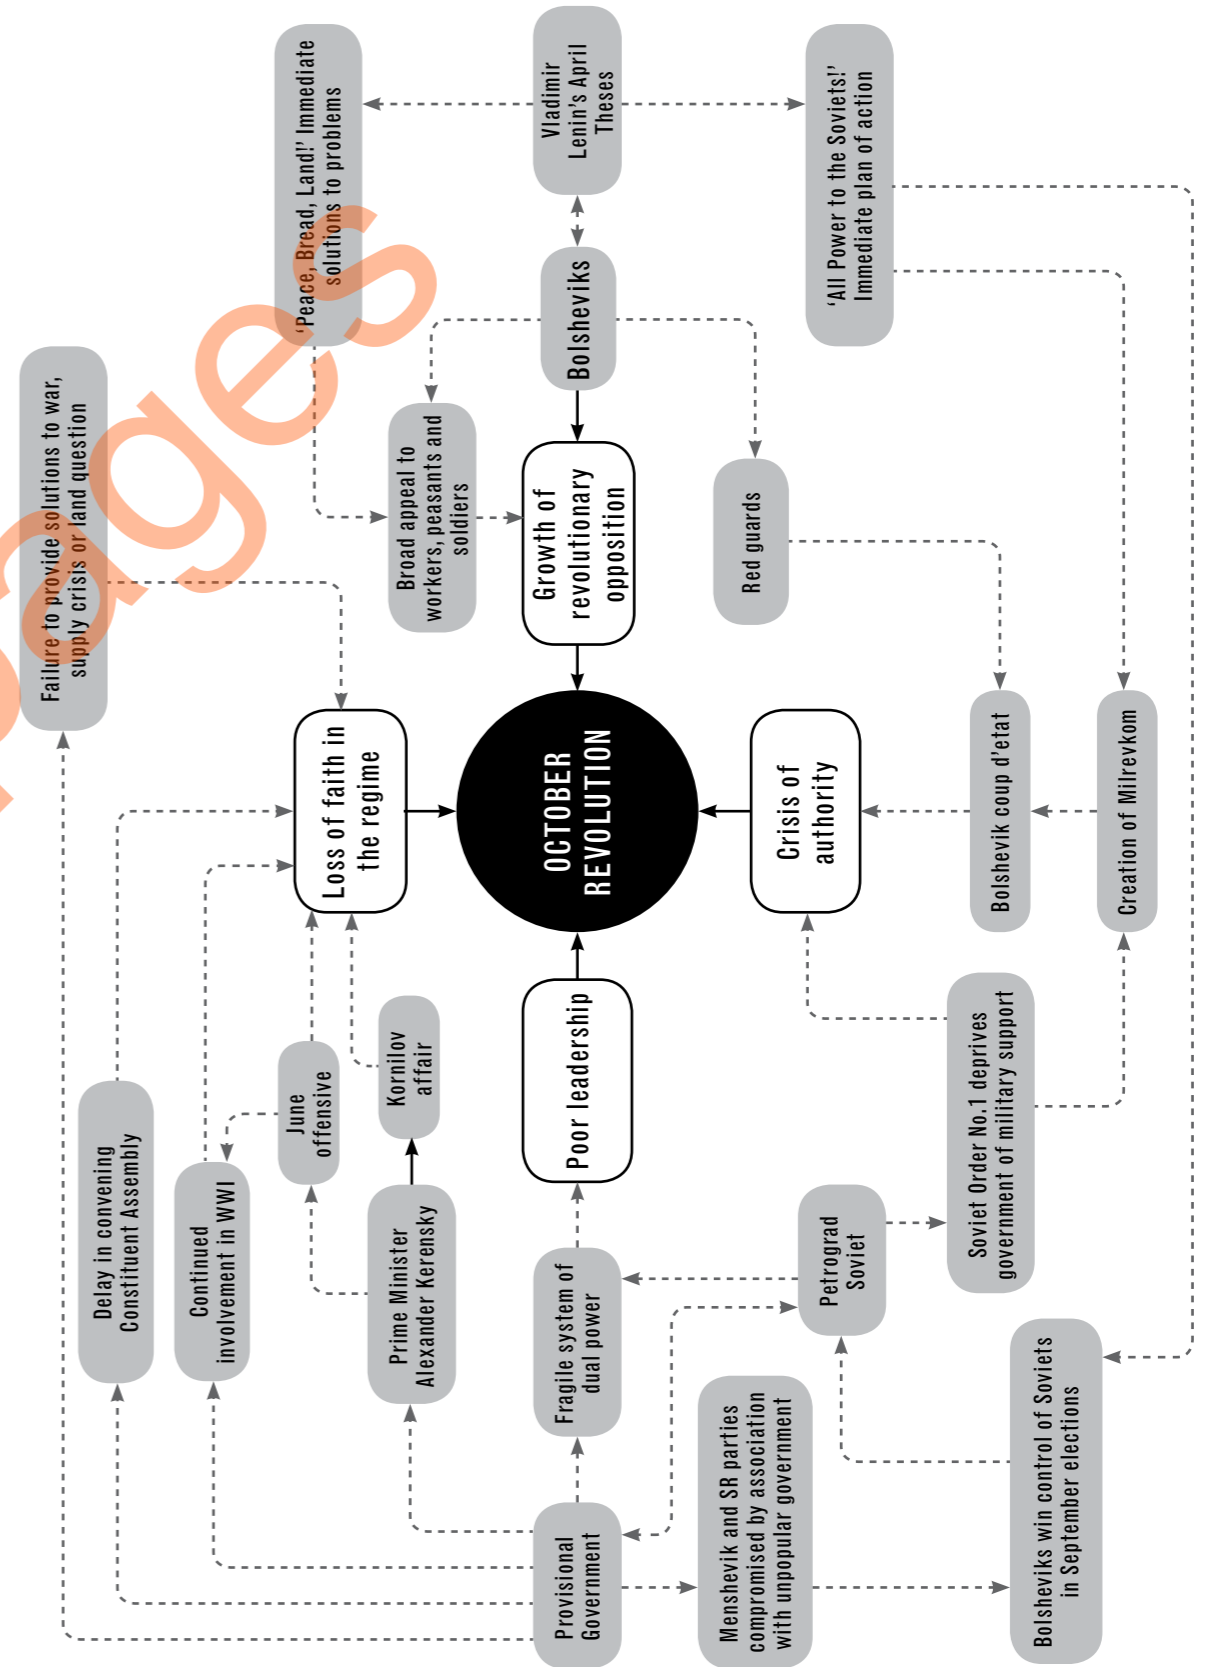 Failure to provide solutions to war,
supply crisis or land question
Delay in convening
Constituent Assembly
Continued
involvement in WWI
June
offensive
Kornilov
affair
Prime Minister
Alexander Kerensky
Loss of faith in
the regime
'Peace, Bread, Land!' Immediate
solutions to problems
Broad appeal to
workers, peasants and
soldiers
Provisional
Government
Fragile system of
dual power
Poor leadership
OCTOBER
REVOLUTION
Growth of
revolutionary
opposition
Bolsheviks
Vladimir
Lenin's April
Theses
Menshevik and SR parties
compromised by association
with unpopular government
Petrograd
Soviet
Crisis of
authority
Red guards
'All Power to the Soviets!'
Immediate plan of action
Soviet Order No.1 deprives
government of military support
Bolshevik coup d'etat
Creation of Milrevkom
Bolsheviks win control of Soviets
in September elections
pages